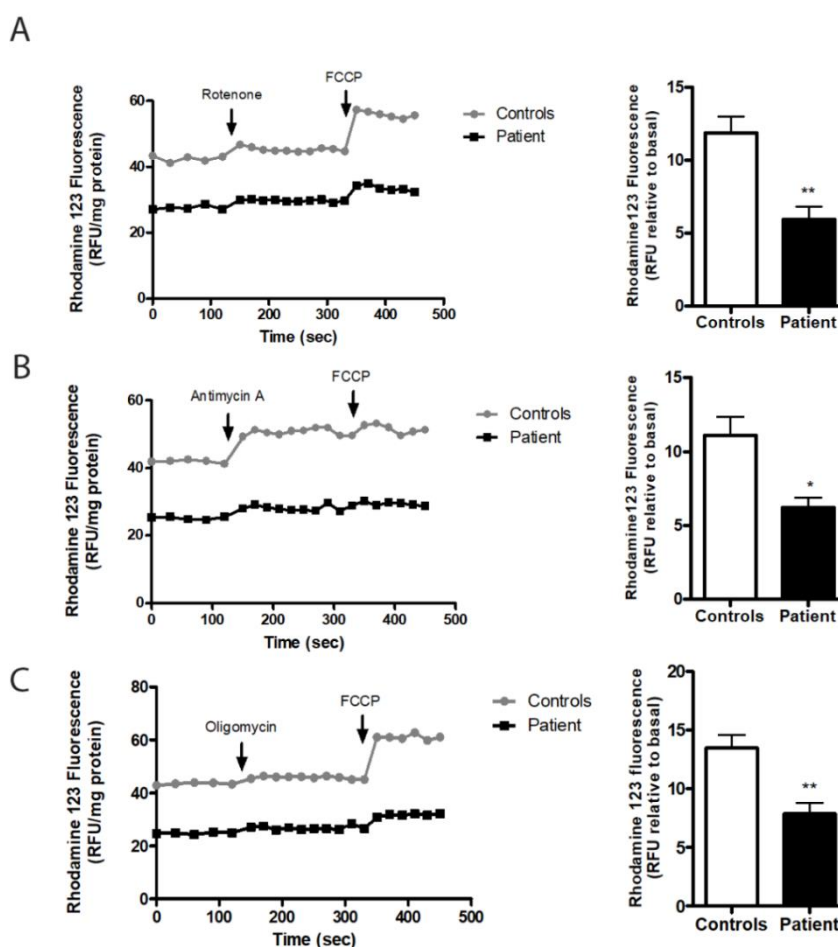 A
Rhodamine 123 Fluorescence
(RFU/mg protein)
60
40
20
0
Rotenone
FCCP
0 100 200 300 400 500
Time (sec)
Controls
Patient
Rhodamine123 Fluorescence
(RFU relative to basal)
15
10
5
0
**
Controls Patient
B
Rhodamine 123 Fluorescence
(RFU/mg protein)
60
40
20
0
Antimycin A
FCCP
0 100 200 300 400 500
Time (sec)
Controls
Patient
Rhodamine123 Fluorescence
(RFU relative to basal)
15
10
5
0
*
Controls Patient
C
Rhodamine 123 Fluorescence
(RFU/mg protein)
80
60
40
20
0
Oligomycin
FCCP
0 100 200 300 400 500
Time (sec)
Controls
Patient
Rhodamine 123 fluorescence
(RFU relative to basal)
20
15
10
5
0
**
Controls Patient